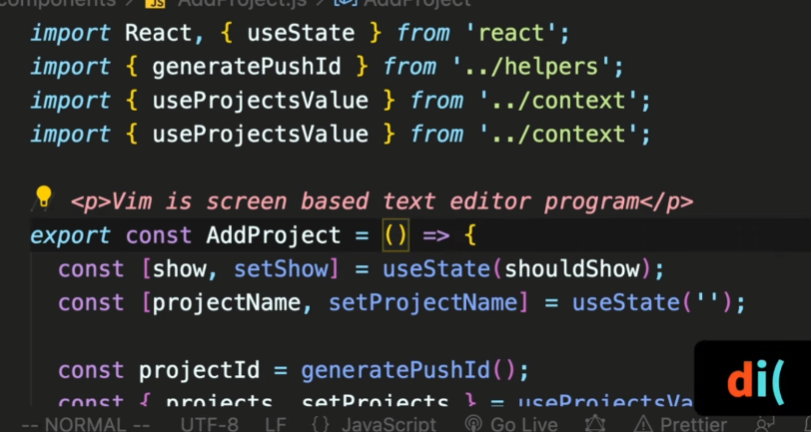 components > JS AddProject.js > AddProject
import React, { useState } from 'react';
import { generatePushId } from '../helpers';
import { useProjectsValue } from '../context';
import { useProjectsValue } from '../context';
// <p>Vim is screen based text editor program</p>
export const AddProject = () => {
const [show, setShow] = useState(shouldShow);
const [projectName, setProjectName] = useState('');
const projectId = generatePushId();
const { projects, setProjects } = useProjectsVa
di(
-- NORMAL -- UTF-8 LF {} JavaScript Go Live Prettier